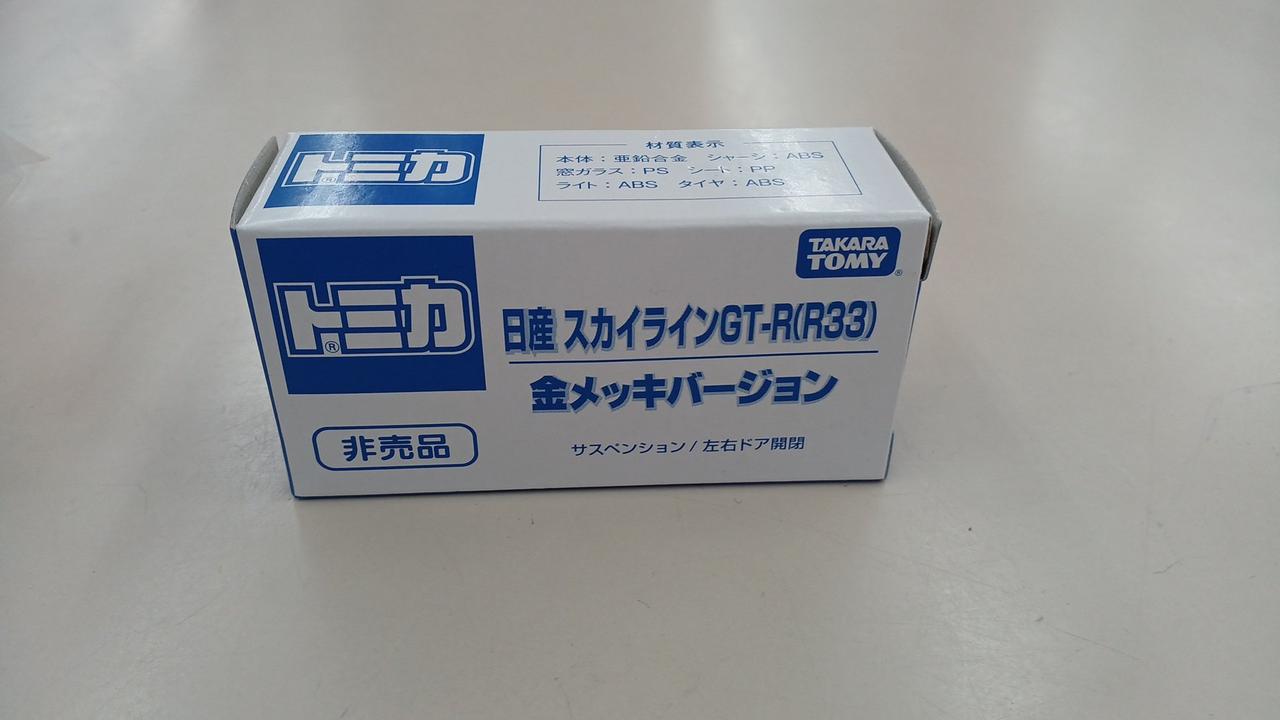 トミカ
材質表示
本体：亜鉛合金 シャーシ：ABS
窓ガラス：PS シート：PP
ライト：ABS タイヤ：ABS
トミカ®
TAKARA
TOMY®
日産 スカイラインGT-R(R33)
金メッキバージョン
非売品
サスペンション/左右ドア開閉